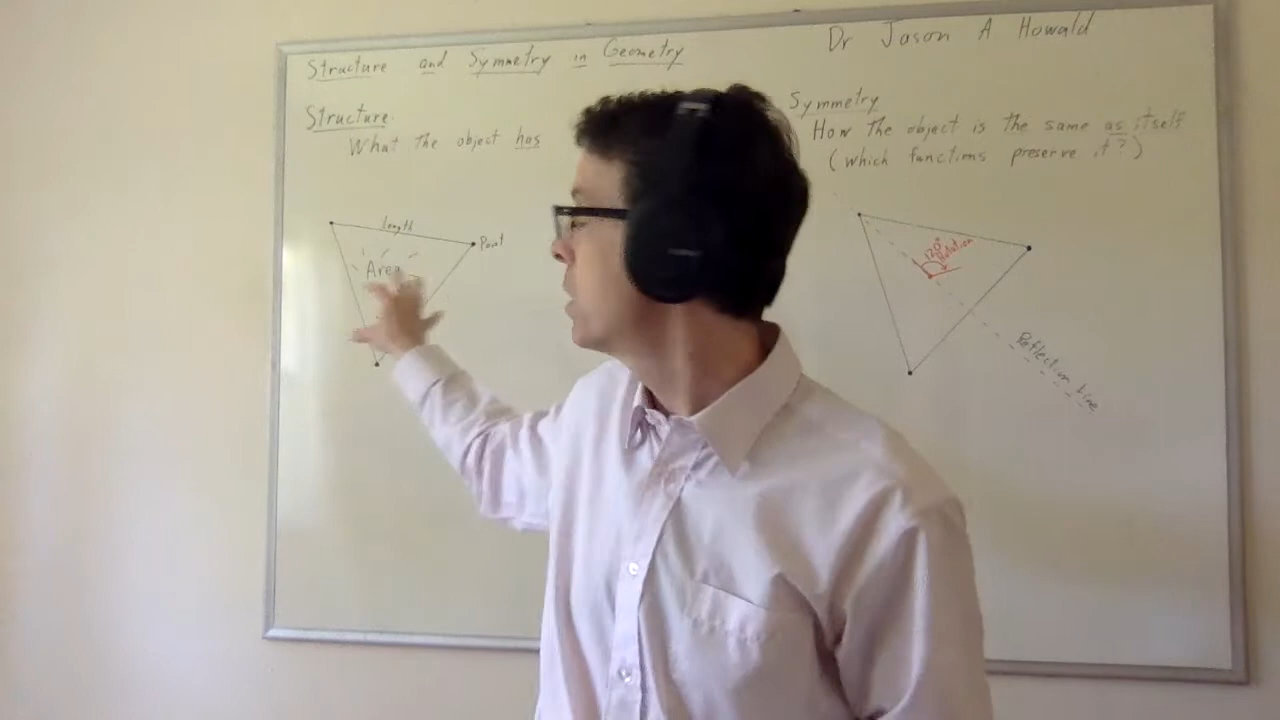 Structure and Symmetry in Geometry
Dr Jason A Howald
Structure
What the object has
length
Point
Area
Symmetry
How the object is the same as itself
(which functions preserve it?)
120°
Rotation
Reflection Line